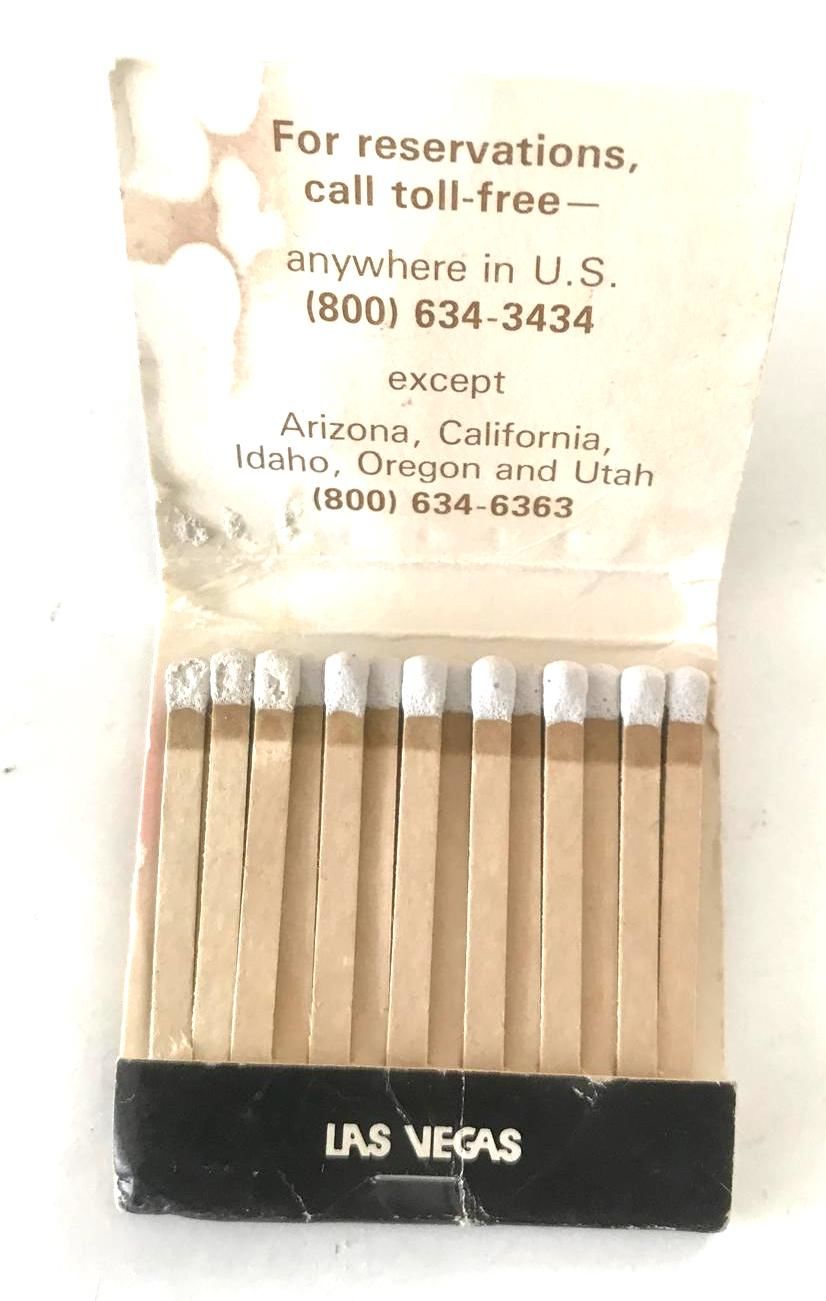 For reservations,
call toll-free—
anywhere in U.S.
(800) 634-3434
except
Arizona, California,
Idaho, Oregon and Utah
(800) 634-6363
LAS VEGAS